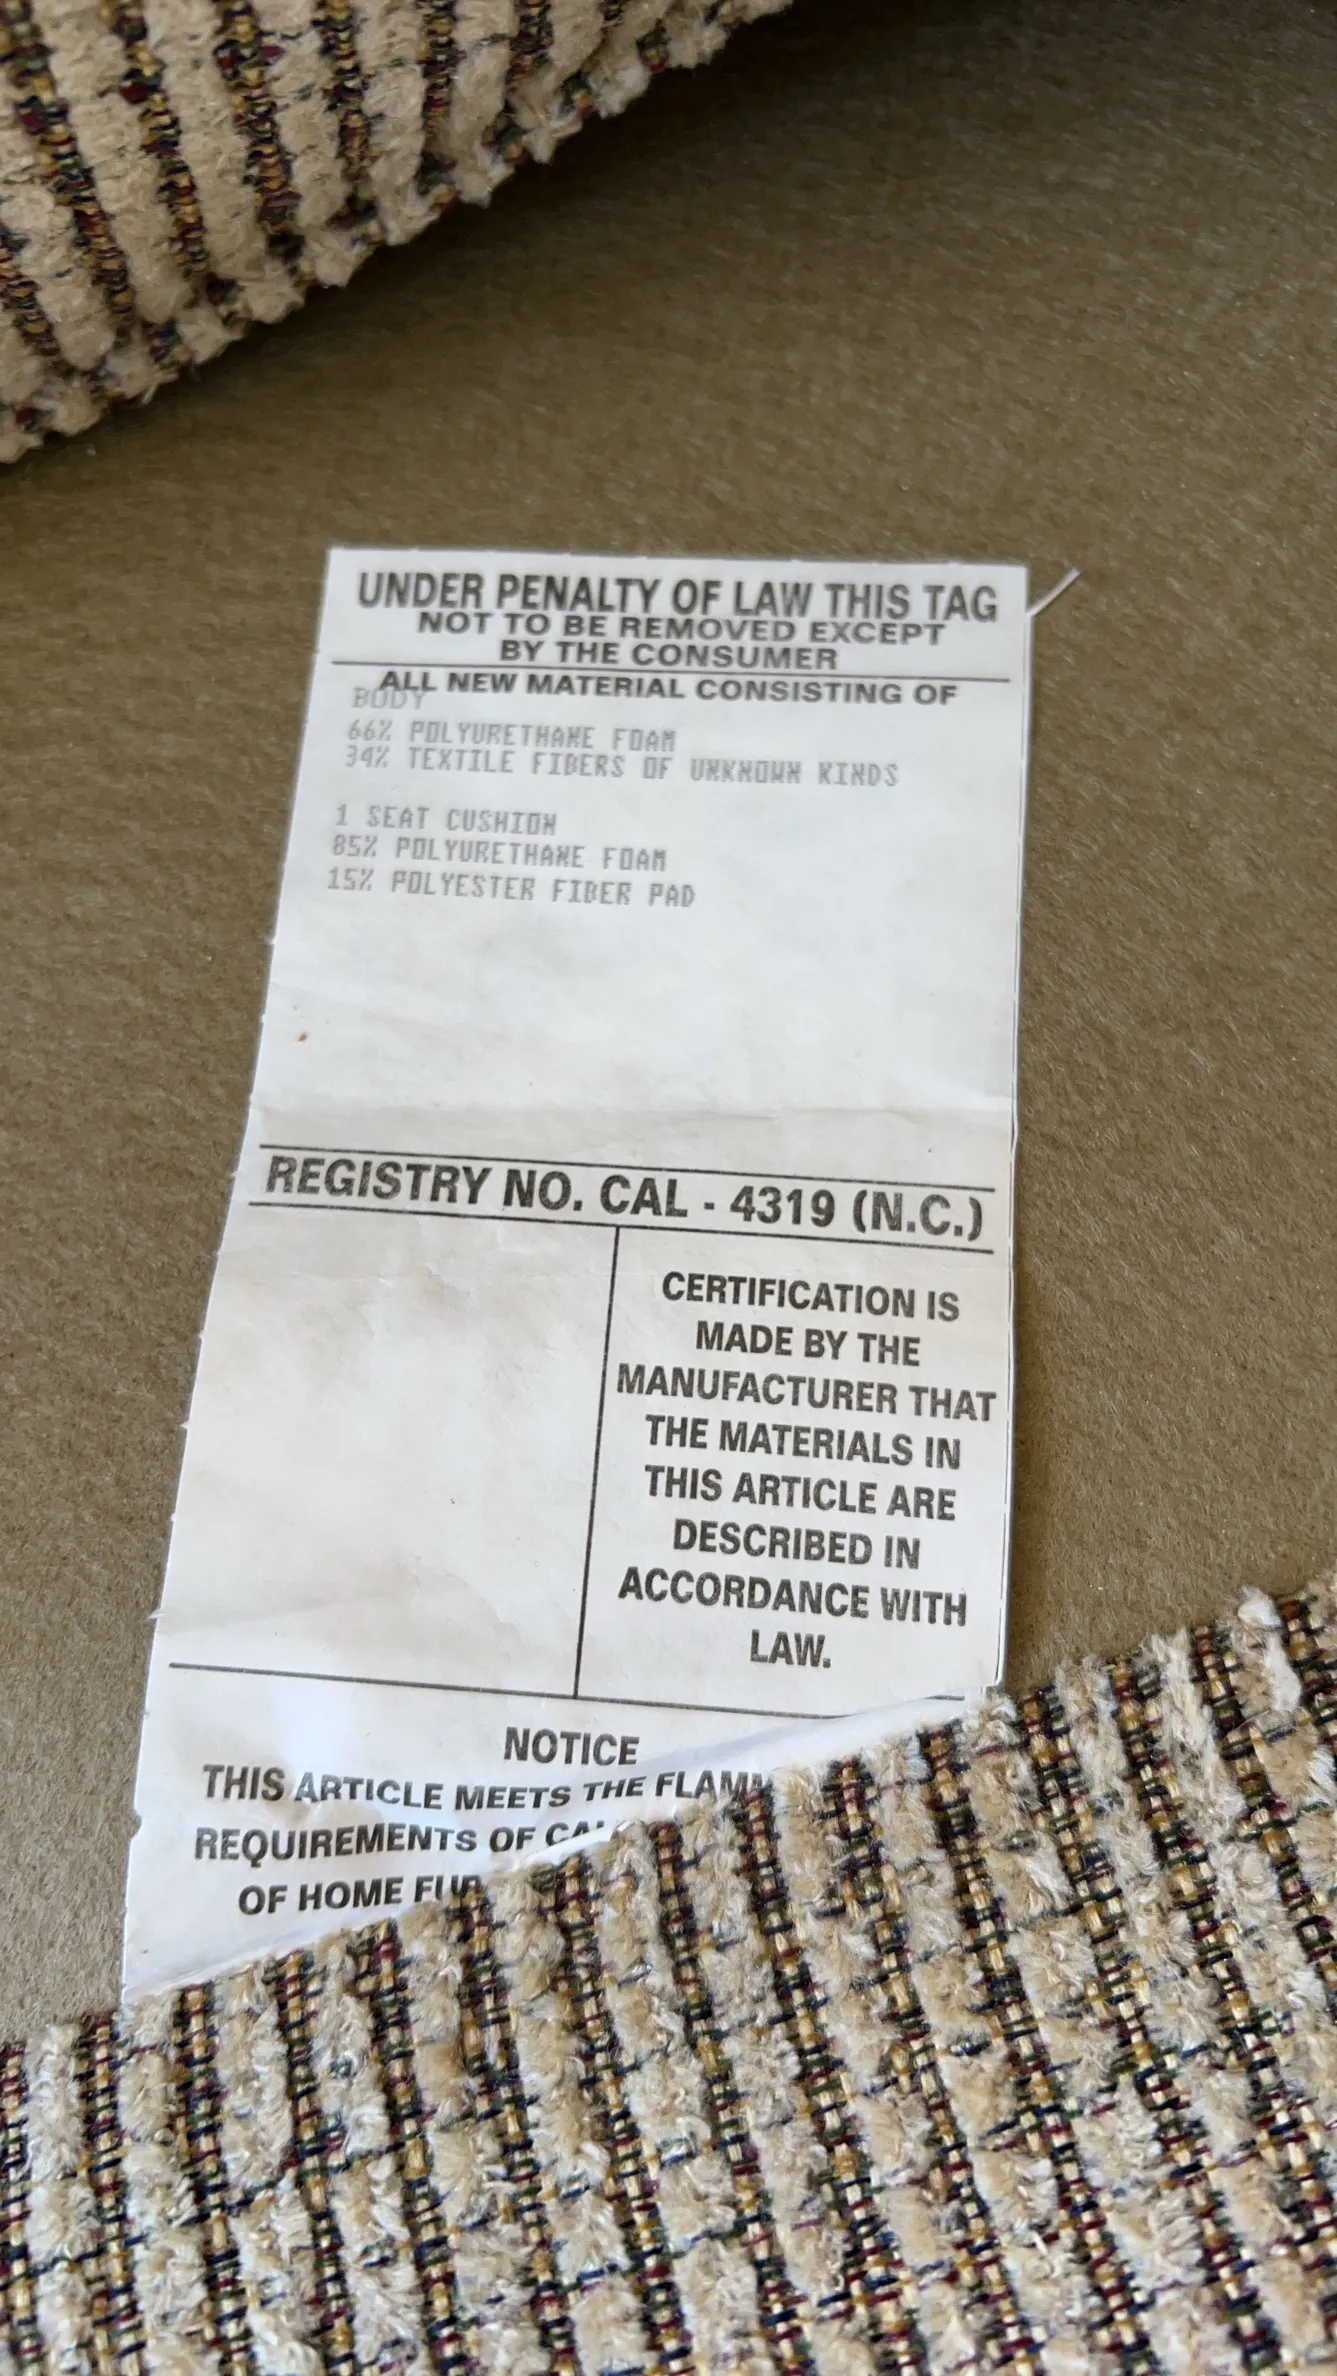 UNDER PENALTY OF LAW THIS TAG
NOT TO BE REMOVED EXCEPT
BY THE CONSUMER
ALL NEW MATERIAL CONSISTING OF
BODY
66% POLYURETHANE FOAM
34% TEXTILE FIBERS OF UNKNOWN KINDS
1 SEAT CUSHION
85% POLYURETHANE FOAM
15% POLYESTER FIBER PAD
REGISTRY NO. CAL - 4319 (N.C.)
CERTIFICATION IS
MADE BY THE
MANUFACTURER THAT
THE MATERIALS IN
THIS ARTICLE ARE
DESCRIBED IN
ACCORDANCE WITH
LAW.
NOTICE
THIS ARTICLE MEETS THE
REQUIREMENTS OF
OF HOME